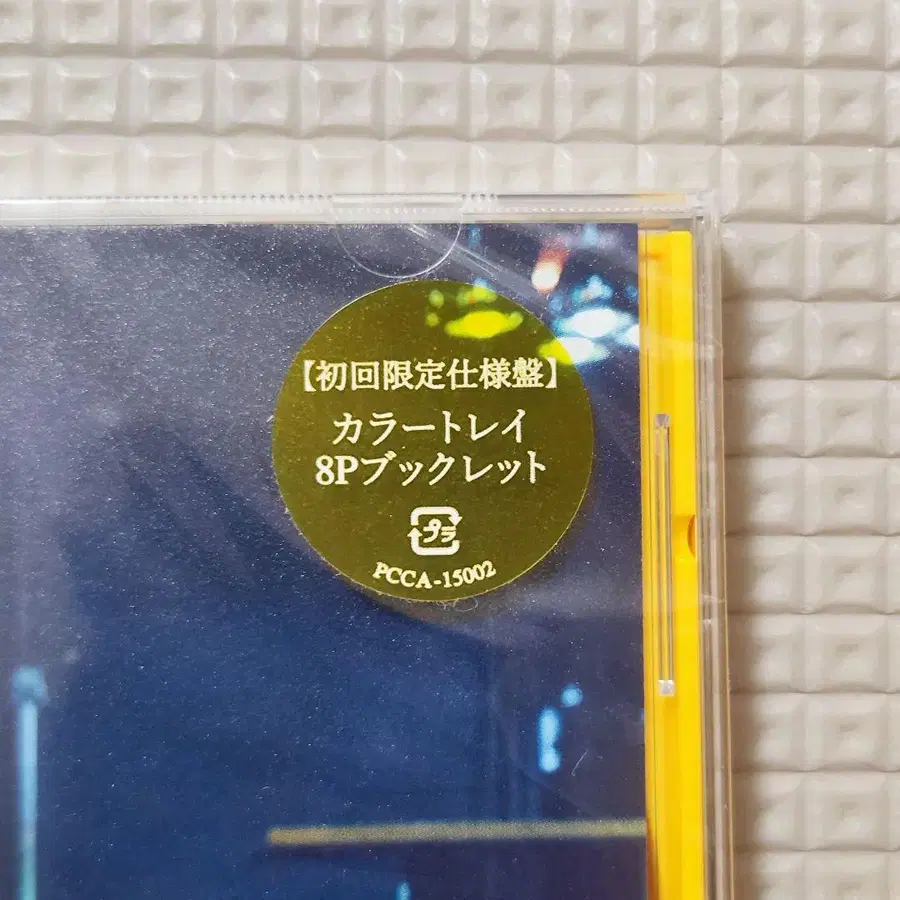 【初回限定仕様盤】
カラートレイ
8Pブックレット
プラ
PCCA-15002